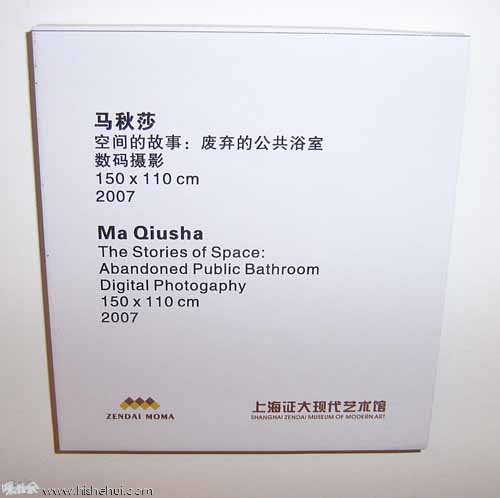 马秋莎
空间的故事：废弃的公共浴室
数码摄影
150 x 110 cm
2007
Ma Qiusha
The Stories of Space:
Abandoned Public Bathroom
Digital Photogaphy
150 x 110 cm
2007
ZENDAI MOMA
上海证大现代艺术馆
SHANGHAI ZENDAI MUSEUM OF MODERN ART
www.hishehui.com